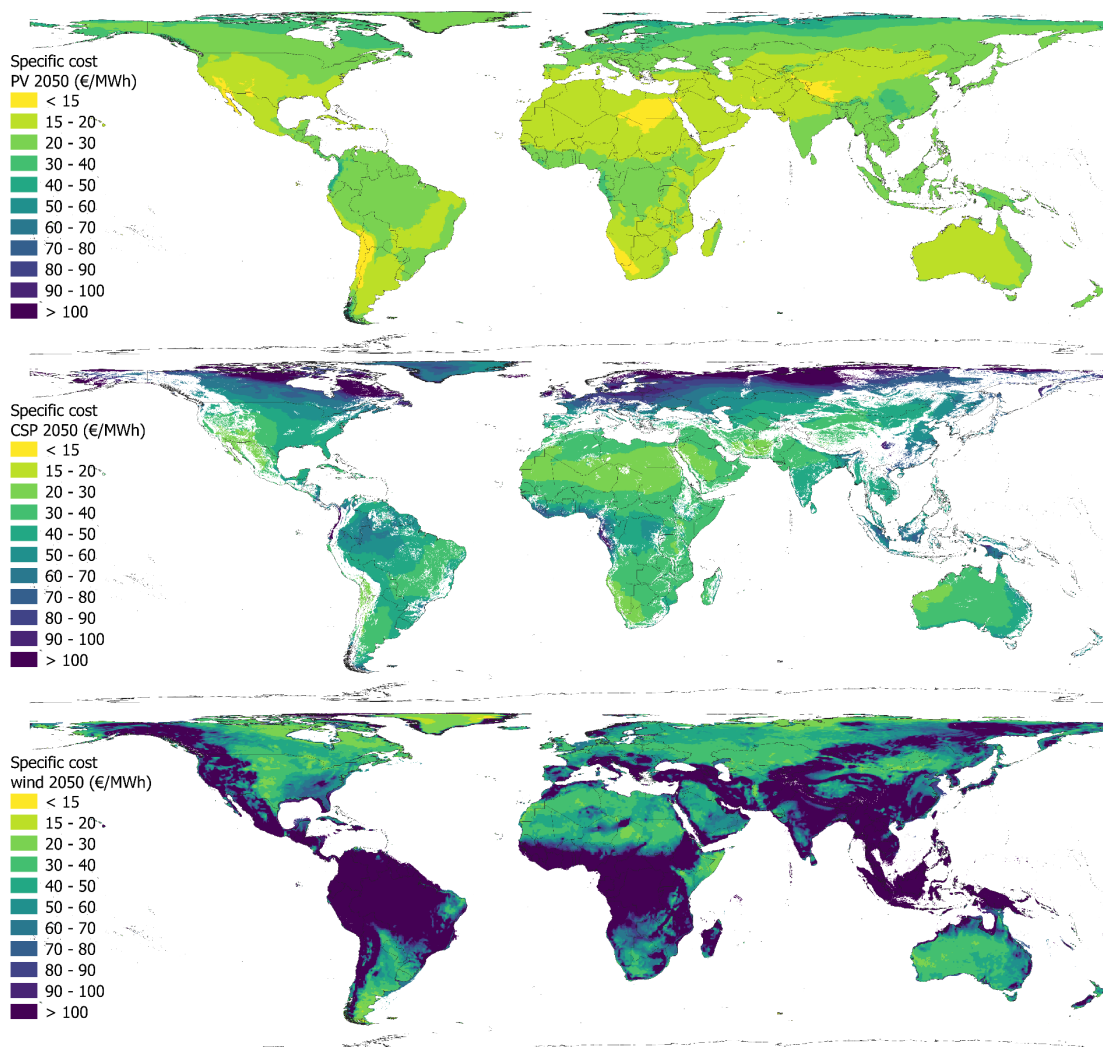 Specific cost
PV 2050 (€/MWh)
< 15
15 - 20
20 - 30
30 - 40
40 - 50
50 - 60
60 - 70
70 - 80
80 - 90
90 - 100
> 100
Specific cost
CSP 2050 (€/MWh)
< 15
15 - 20
20 - 30
30 - 40
40 - 50
50 - 60
60 - 70
70 - 80
80 - 90
90 - 100
> 100
Specific cost
wind 2050 (€/MWh)
< 15
15 - 20
20 - 30
30 - 40
40 - 50
50 - 60
60 - 70
70 - 80
80 - 90
90 - 100
> 100